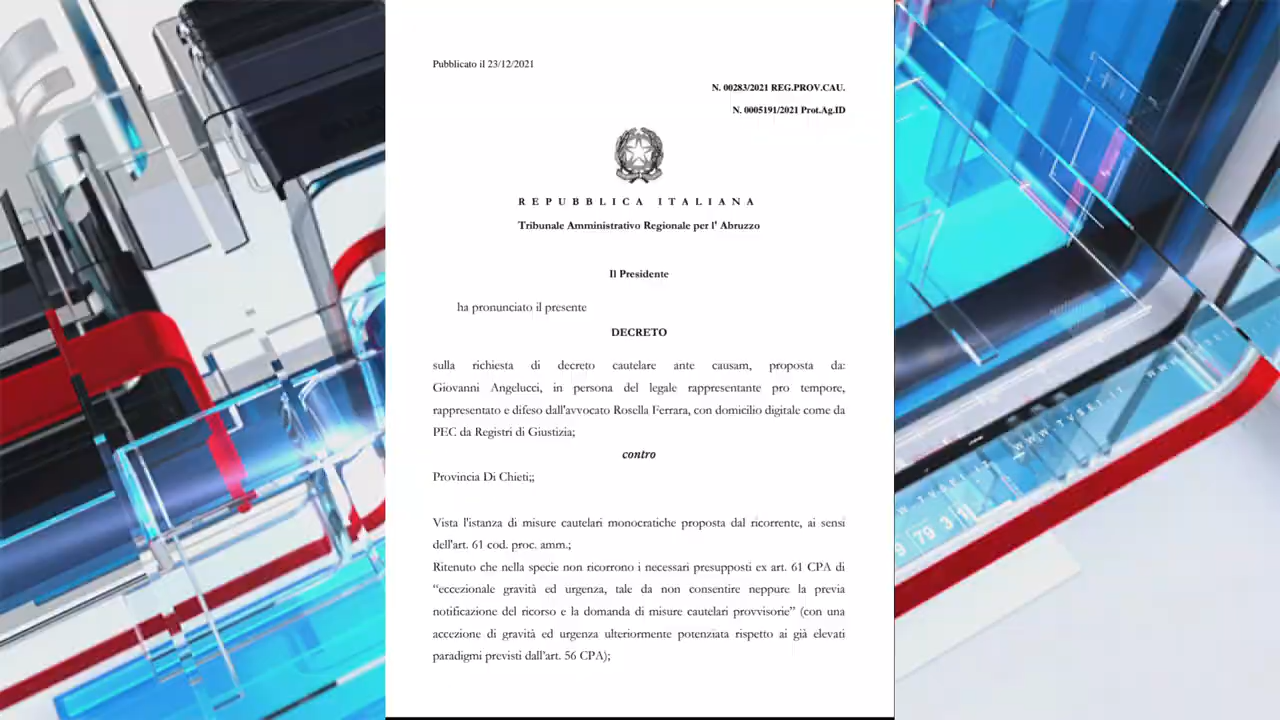 Pubblicato il 23/12/2021
N. 00283/2021 REG.PROV.CAU.
N. 0005191/2021 Prot.Ag.ID
R E P U B B L I C A I T A L I A N A
Tribunale Amministrativo Regionale per l' Abruzzo
Il Presidente
ha pronunciato il presente
DECRETO
sulla richiesta di decreto cautelare ante causam, proposta da:
Giovanni Angelucci, in persona del legale rappresentante pro tempore,
rappresentato e difeso dall'avvocato Rosella Ferrara, con domicilio digitale come da
PEC da Registri di Giustizia;
contro
Provincia Di Chieti;;
Vista l'istanza di misure cautelari monocratiche proposta dal ricorrente, ai sensi
dell'art. 61 cod. proc. amm.;
Ritenuto che nella specie non ricorrono i necessari presupposti ex art. 61 CPA di
“eccezionale gravità ed urgenza, tale da non consentire neppure la previa
notificazione del ricorso e la domanda di misure cautelari provvisorie” (con una
accezione di gravità ed urgenza ulteriormente potenziata rispetto ai già elevati
paradigmi previsti dall’art. 56 CPA);
WWW.TVSET.IT
9 79 3 11